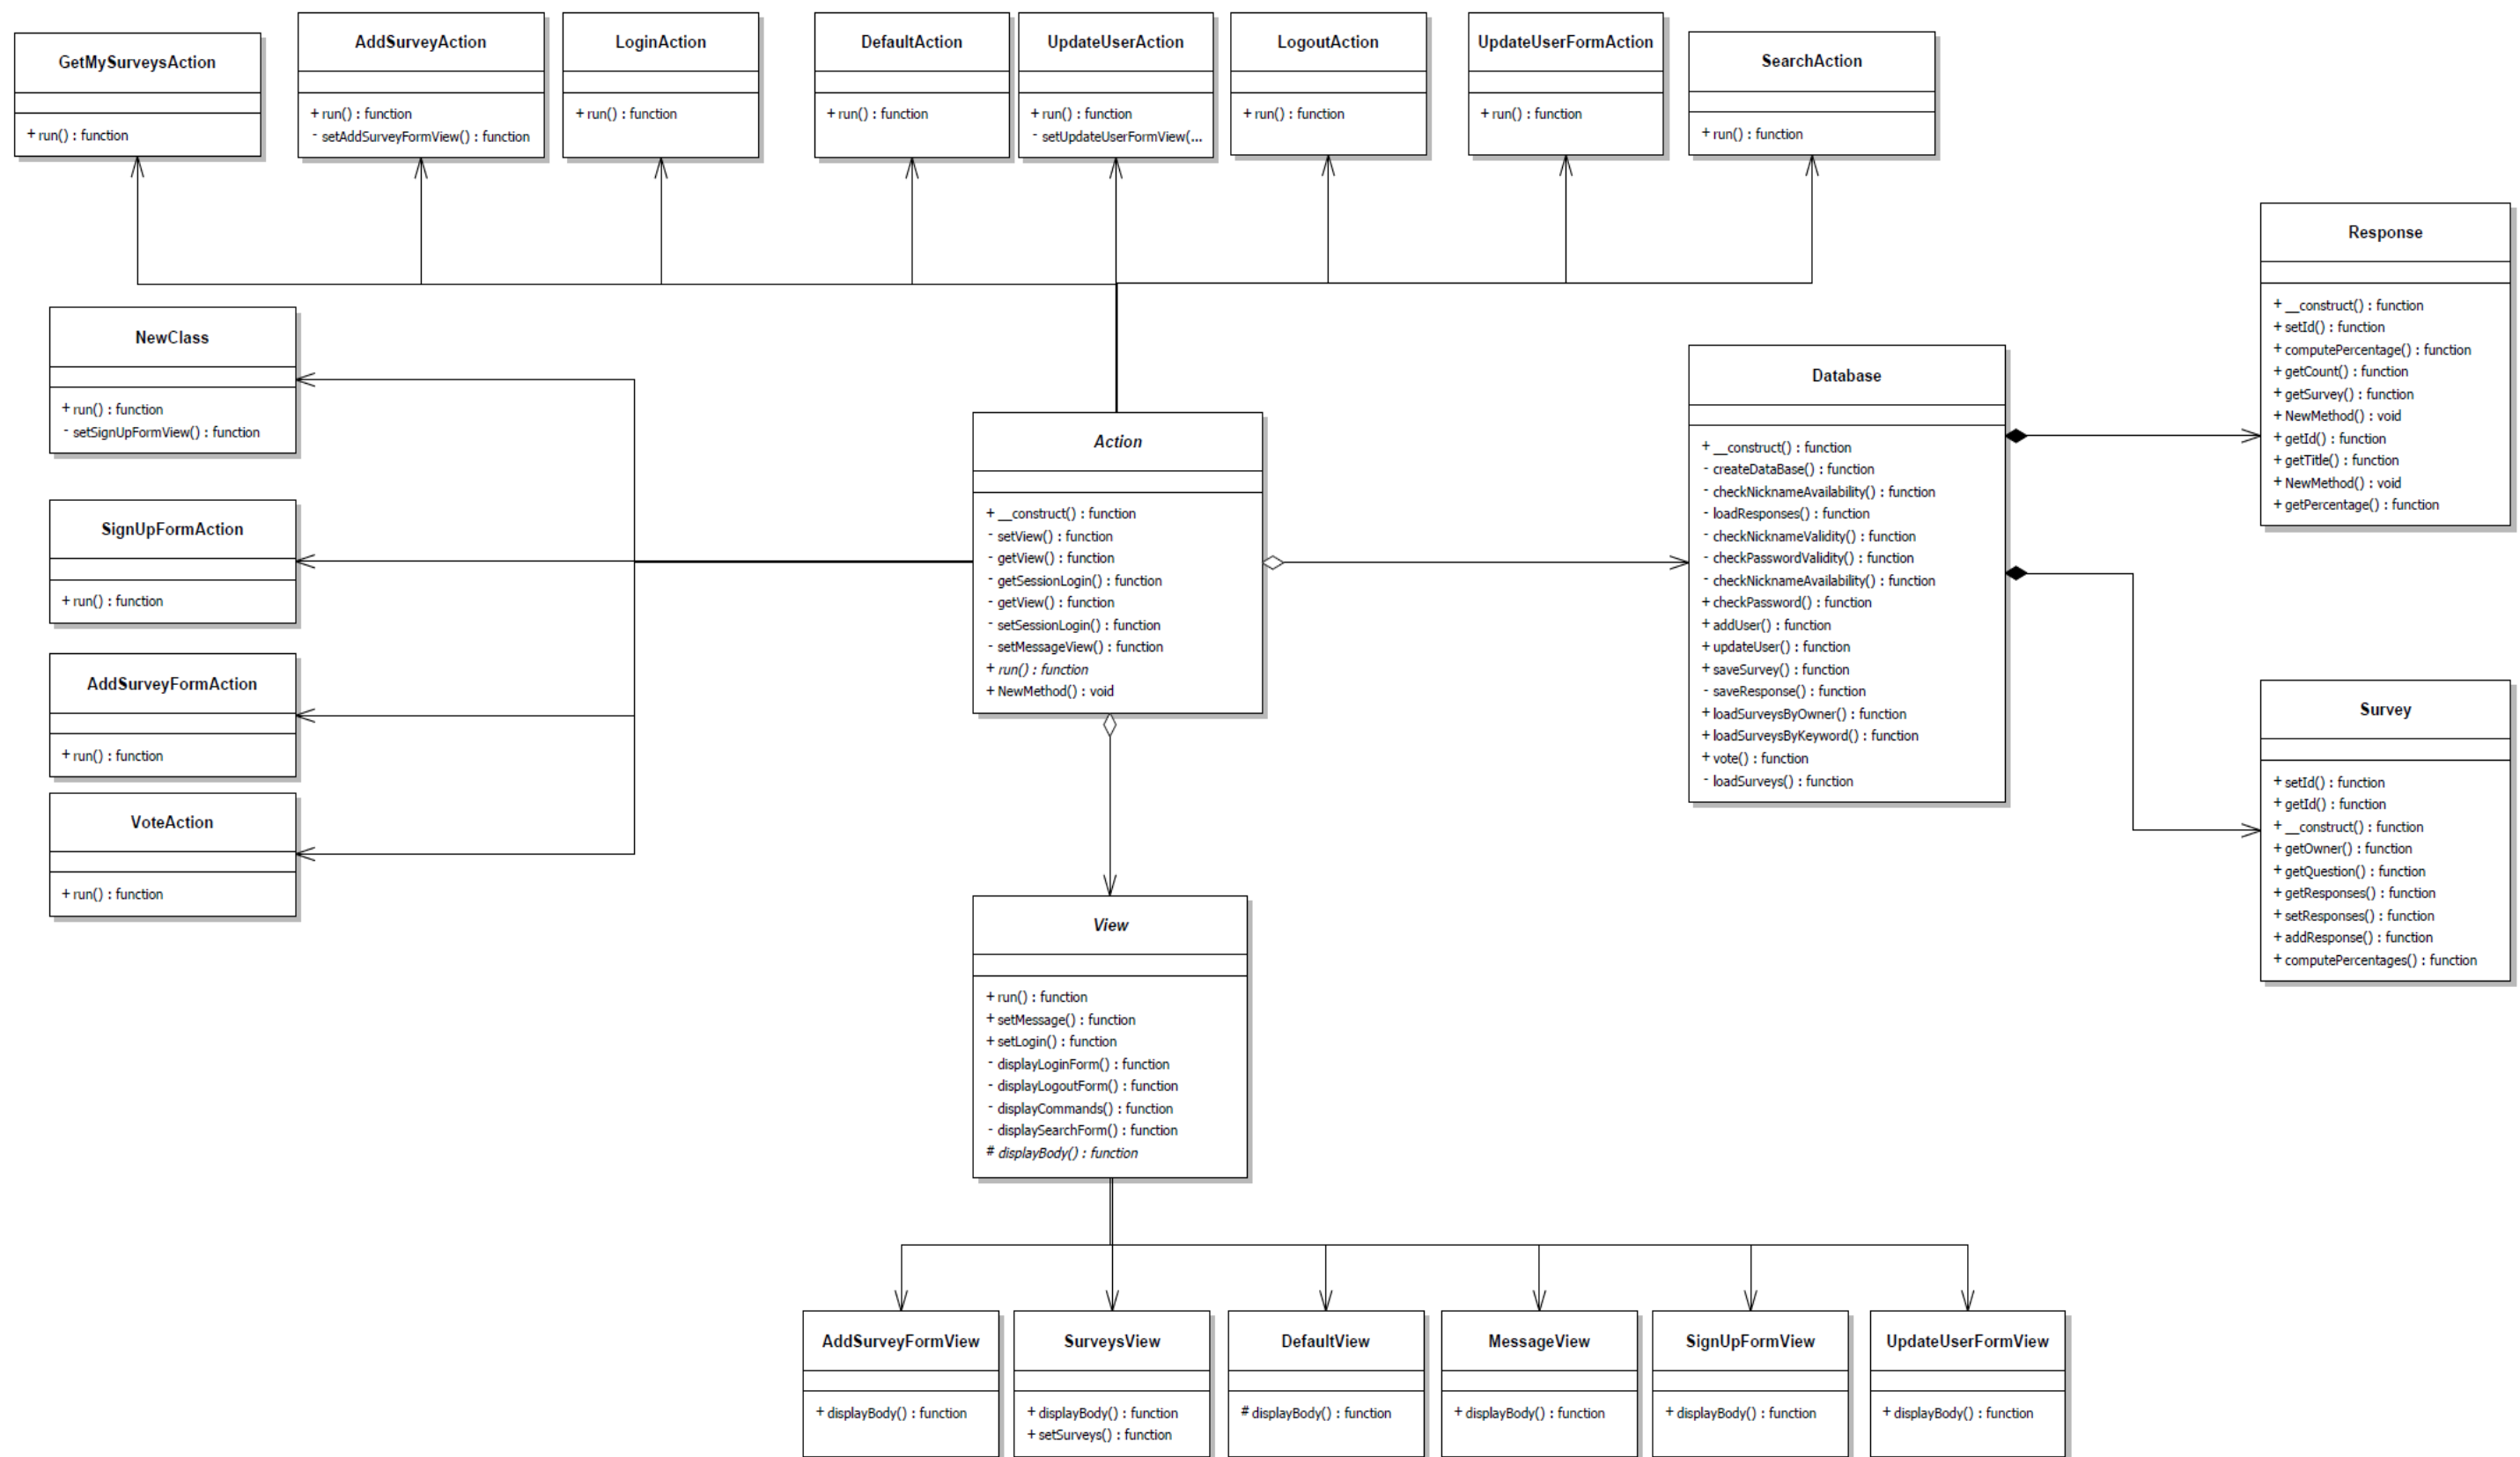 GetMySurveysAction
+ run() : function
AddSurveyAction
+ run() : function
- setAddSurveyFormView() : function
LoginAction
+ run() : function
DefaultAction
+ run() : function
UpdateUserAction
+ run() : function
- setUpdateUserFormView(...
LogoutAction
+ run() : function
UpdateUserFormAction
+ run() : function
SearchAction
+ run() : function
Response
+ __construct() : function
+ setId() : function
+ computePercentage() : function
+ getCount() : function
+ getSurvey() : function
+ NewMethod() : void
+ getId() : function
+ getTitle() : function
+ NewMethod() : void
+ getPercentage() : function
NewClass
+ run() : function
- setSignUpFormView() : function
SignUpFormAction
+ run() : function
AddSurveyFormAction
+ run() : function
VoteAction
+ run() : function
Action
+ __construct() : function
- setView() : function
- getView() : function
- getSessionLogin() : function
- getView() : function
- setSessionLogin() : function
- setMessageView() : function
+ run() : function
+ NewMethod() : void
Database
+ __construct() : function
- createDataBase() : function
- checkNicknameAvailability() : function
- loadResponses() : function
- checkNicknameValidity() : function
- checkPasswordValidity() : function
- checkNicknameAvailability() : function
+ checkPassword() : function
+ addUser() : function
+ updateUser() : function
+ saveSurvey() : function
- saveResponse() : function
+ loadSurveysByOwner() : function
+ loadSurveysByKeyword() : function
+ vote() : function
- loadSurveys() : function
Survey
+ setId() : function
+ getId() : function
+ __construct() : function
+ getOwner() : function
+ getQuestion() : function
+ getResponses() : function
+ setResponses() : function
+ addResponse() : function
+ computePercentages() : function
View
+ run() : function
+ setMessage() : function
+ setLogin() : function
- displayLoginForm() : function
- displayLogoutForm() : function
- displayCommands() : function
- displaySearchForm() : function
# displayBody() : function
AddSurveyFormView
+ displayBody() : function
SurveysView
+ displayBody() : function
+ setSurveys() : function
DefaultView
# displayBody() : function
MessageView
+ displayBody() : function
SignUpFormView
+ displayBody() : function
UpdateUserFormView
+ displayBody() : function